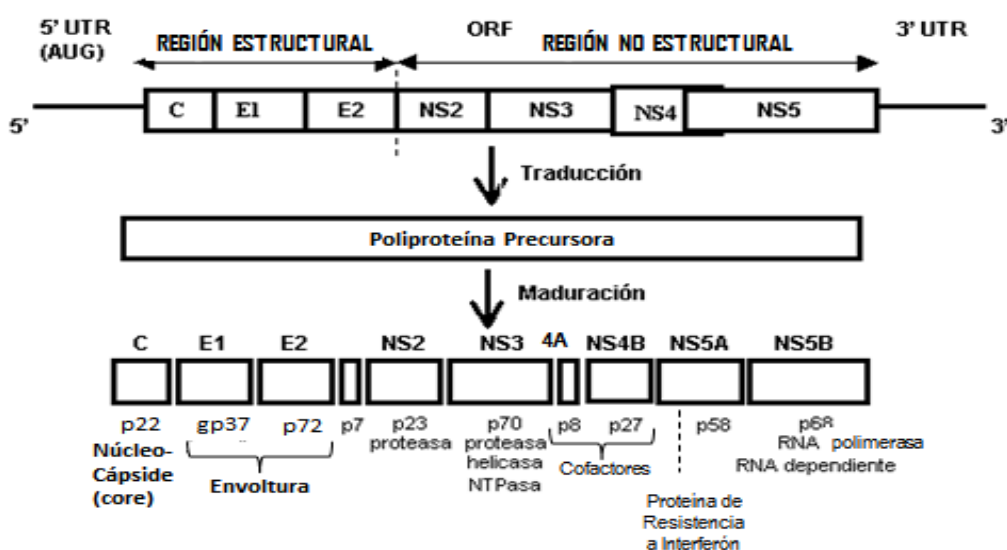 5' UTR
(AUG)
REGIÓN ESTRUCTURAL
ORF
REGIÓN NO ESTRUCTURAL
3' UTR
5'
C E1 E2 NS2 NS3 NS4 NS5
3'
Traducción
Poliproteína Precursora
Maduración
C E1 E2 NS2 NS3 4A NS4B NS5A NS5B
p22 gp37 p72 p7 p23 p70 p8 p27 p58 p68
Núcleo-
Cápside
(core)
Envoltura
proteasa
proteasa
helicasa
NTPasa
Cofactores
RNA polimerasa
RNA dependiente
Proteína de
Resistencia
a Interferón